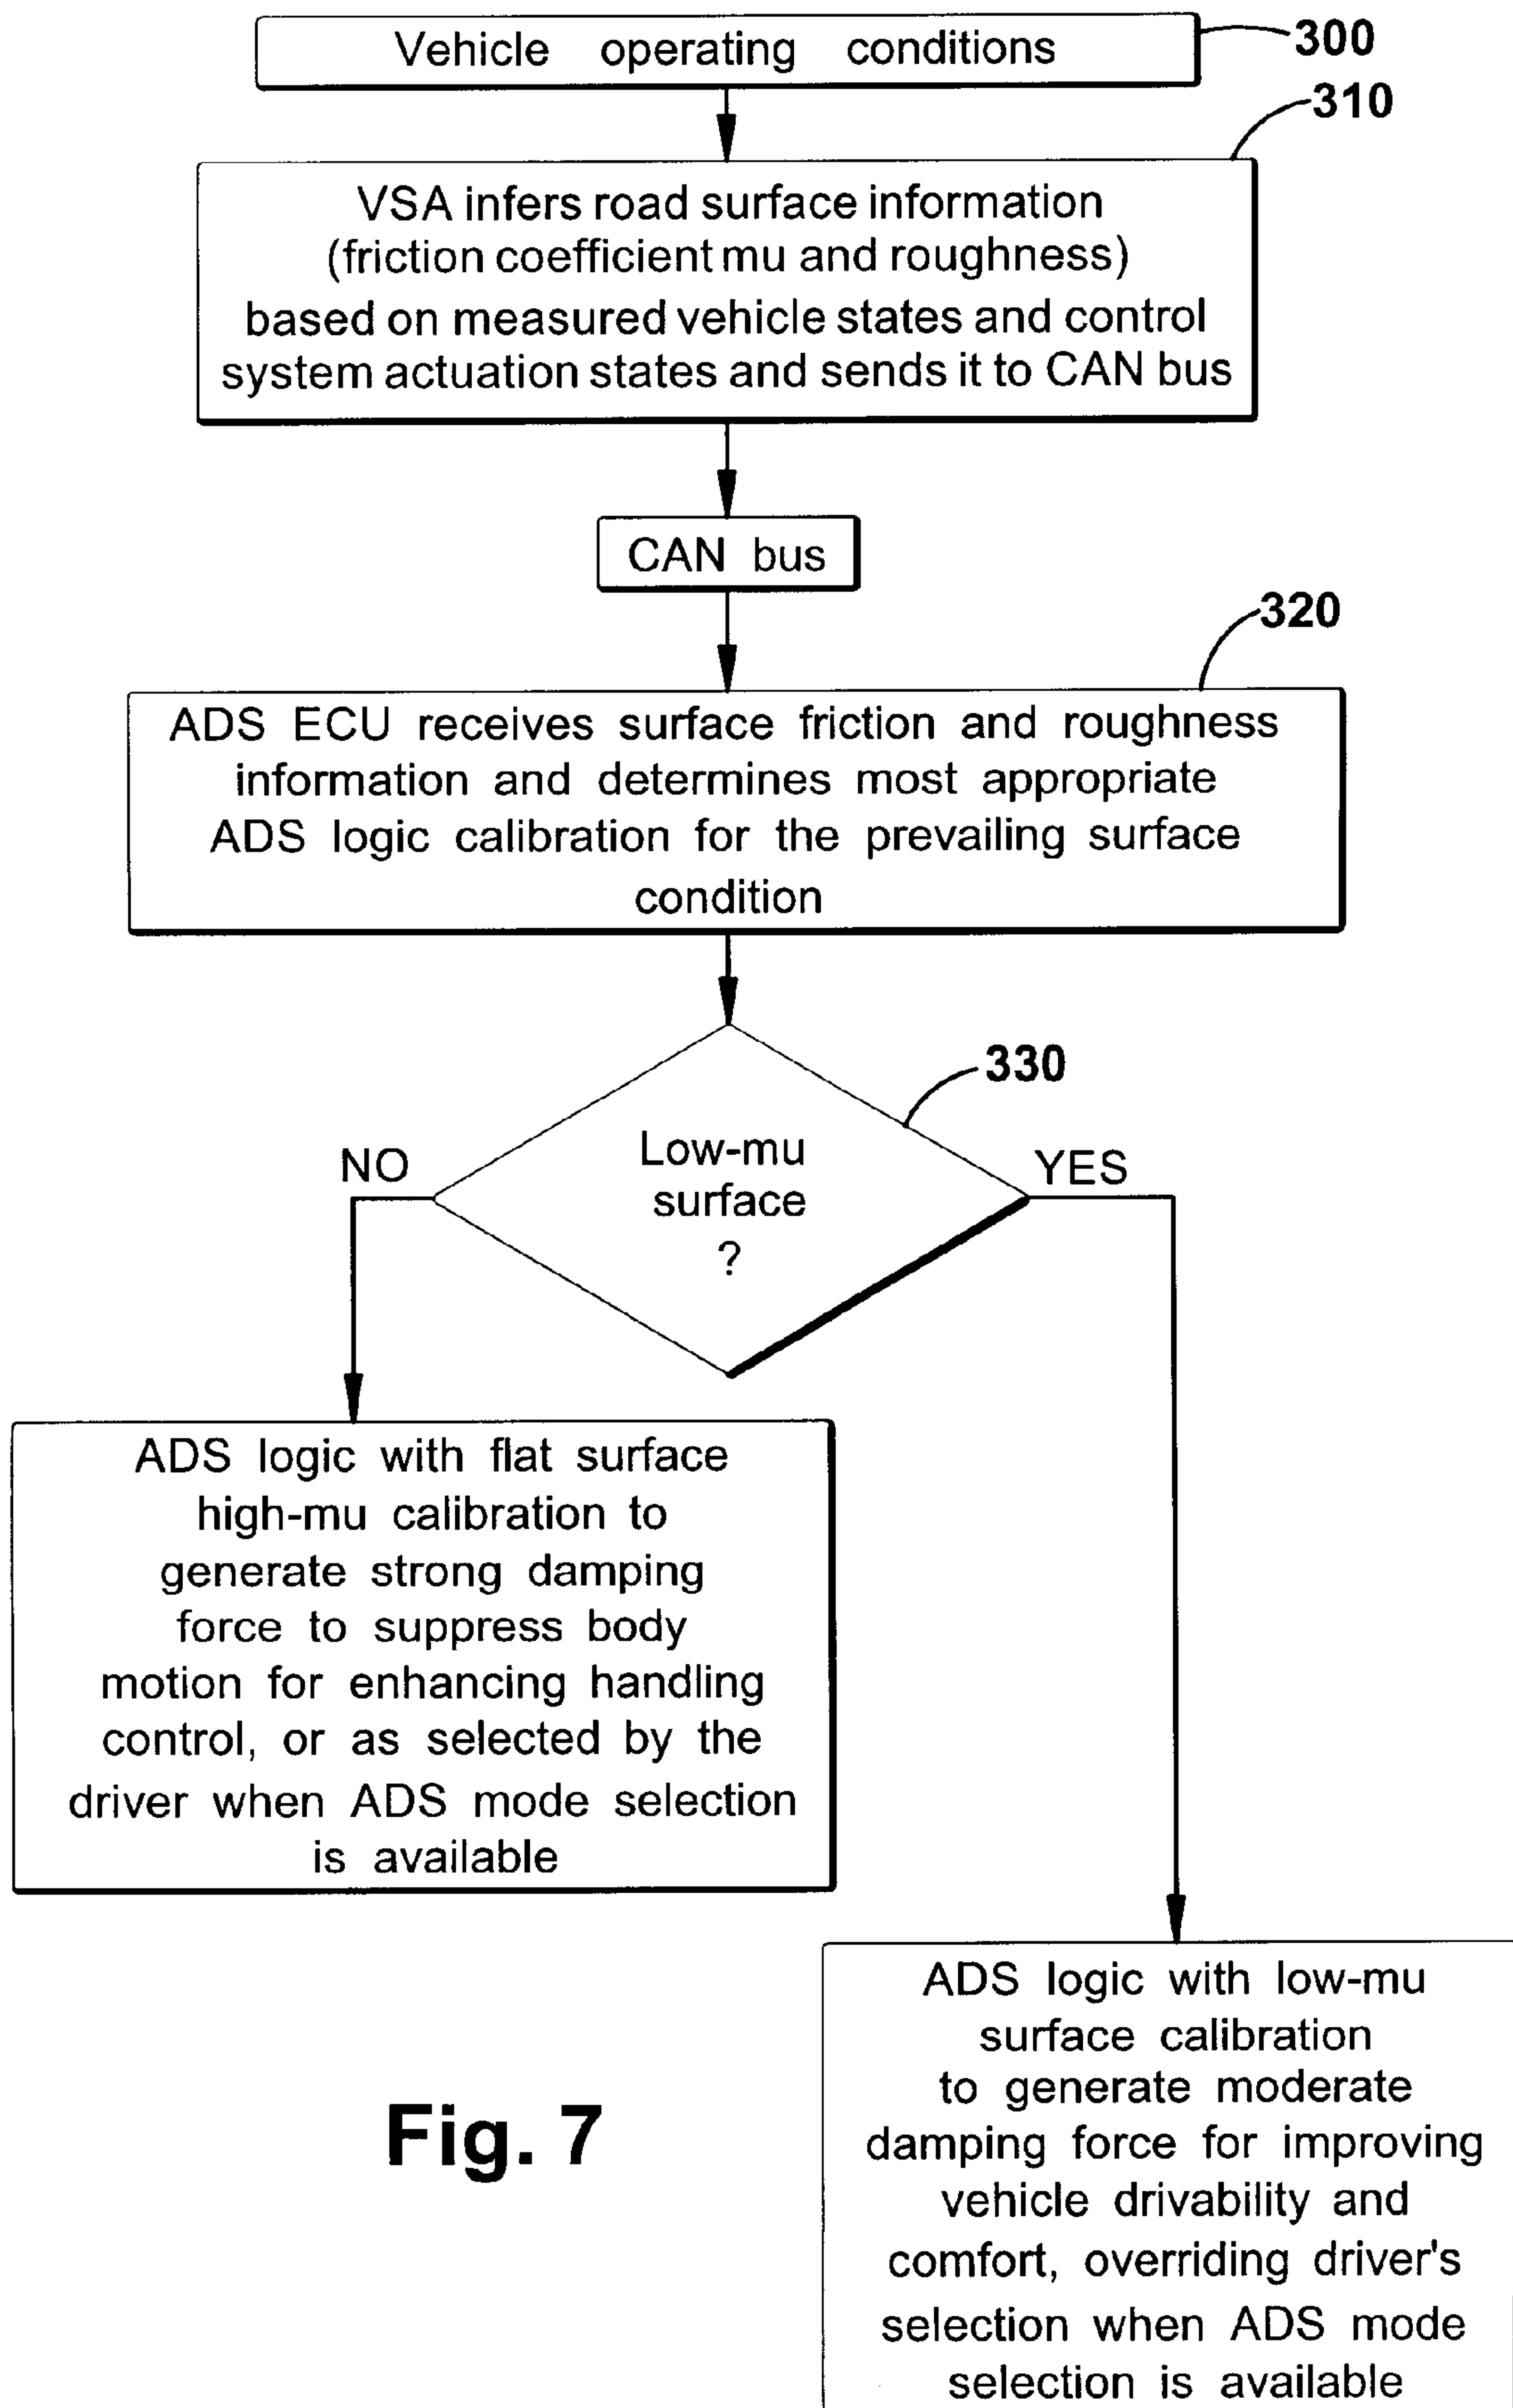 Vehicle operating conditions
300
310
VSA infers road surface information
(friction coefficient mu and roughness)
based on measured vehicle states and control
system actuation states and sends it to CAN bus
CAN bus
320
ADS ECU receives surface friction and roughness
information and determines most appropriate
ADS logic calibration for the prevailing surface
condition
330
Low-mu
surface
?
NO
YES
ADS logic with flat surface
high-mu calibration to
generate strong damping
force to suppress body
motion for enhancing handling
control, or as selected by the
driver when ADS mode selection
is available
ADS logic with low-mu
surface calibration
to generate moderate
damping force for improving
vehicle drivability and
comfort, overriding driver's
selection when ADS mode
selection is available
Fig. 7